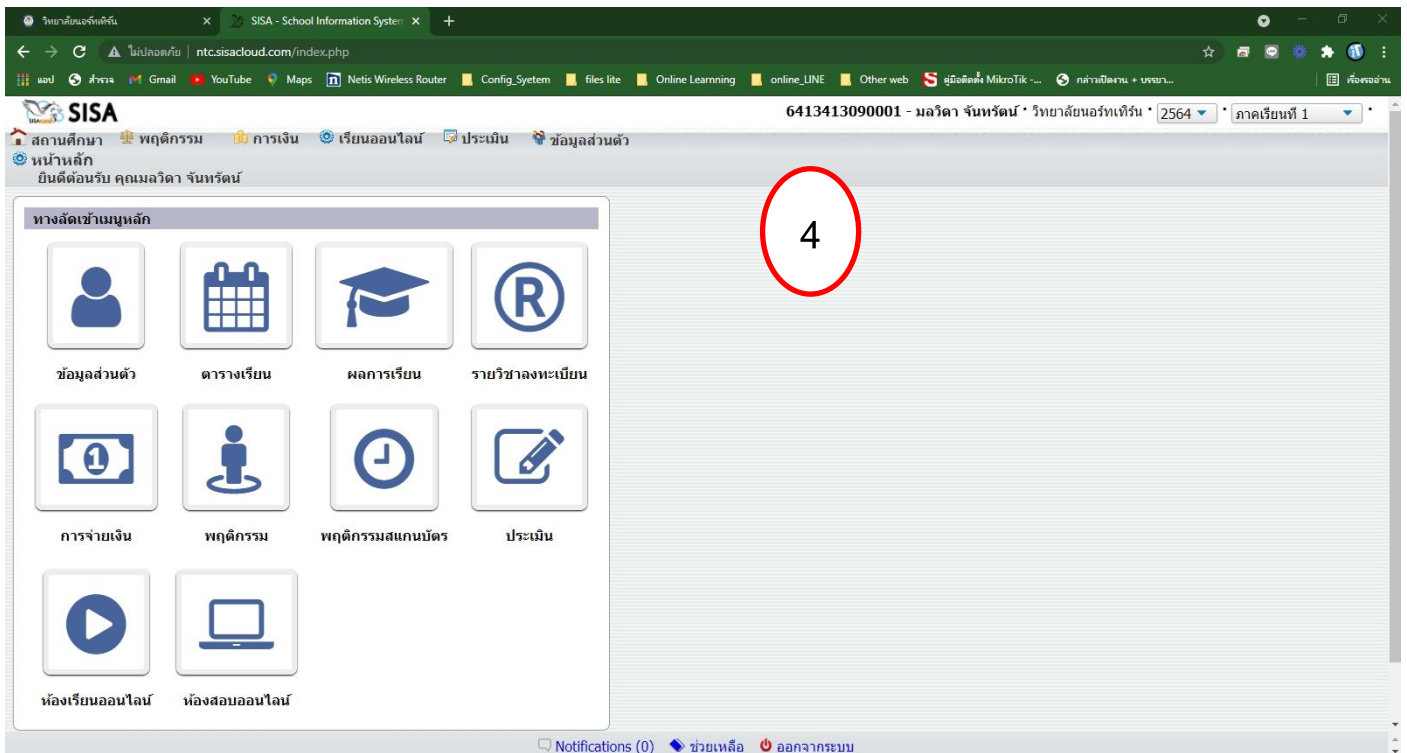 วิทยาลัยนอร์ทเทิร์น
SISA - School Information System
ไม่ปลอดภัย | ntc.sisacloud.com/index.php
แอป สำรวจ Gmail YouTube Maps Netis Wireless Router Config_Syetem files lite Online Learnning online_LINE Other web คู่มือติดตั้ง MikroTik -... กล่าวเปิดงาน + บรรยา... เรื่องรออ่าน
SISA
6413413090001 - มลวิดา จันทรัตน์ · วิทยาลัยนอร์ทเทิร์น · 2564 · ภาคเรียนที่ 1 ·
สถานศึกษา พฤติกรรม การเงิน เรียนออนไลน์ ประเมิน ข้อมูลส่วนตัว
หน้าหลัก
ยินดีต้อนรับ คุณมลวิดา จันทรัตน์
ทางลัดเข้าเมนูหลัก
4
ข้อมูลส่วนตัว ตารางเรียน ผลการเรียน รายวิชาลงทะเบียน
การจ่ายเงิน พฤติกรรม พฤติกรรมสแกนบัตร ประเมิน
ห้องเรียนออนไลน์ ห้องสอบออนไลน์
Notifications (0) ช่วยเหลือ ออกจากระบบ